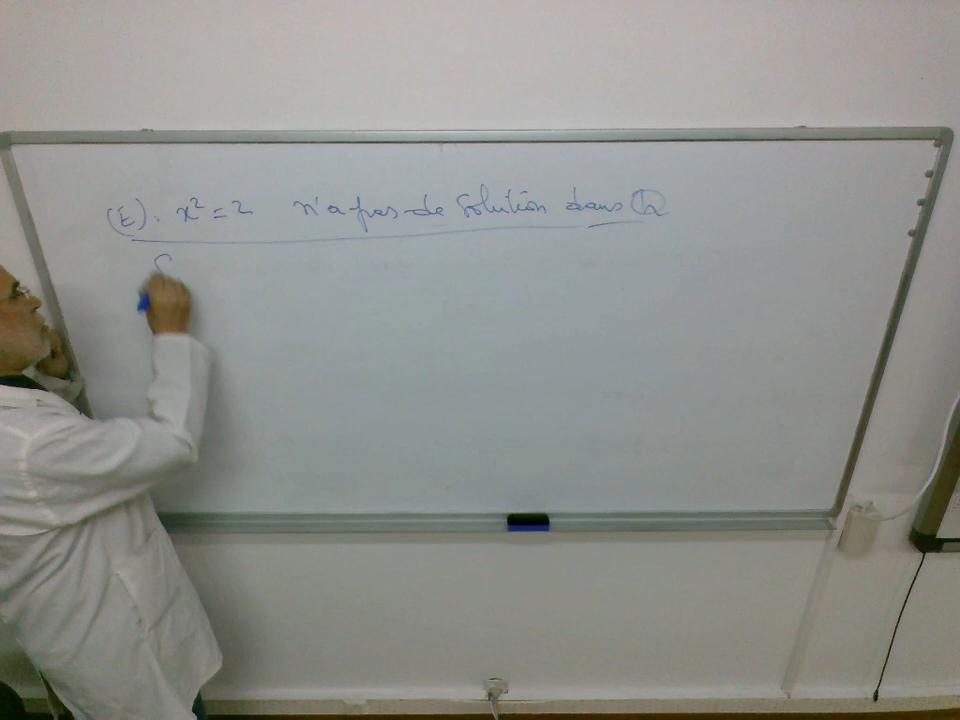 (E). x² = 2 n'a pas de solution dans ℚ
S